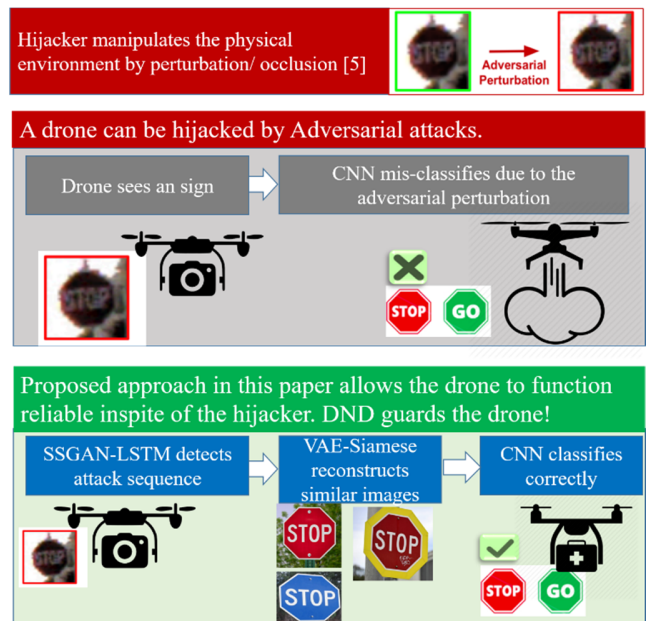 Hijacker manipulates the physical
environment by perturbation/ occlusion [5]
STOP
Adversarial
Perturbation
STOP
A drone can be hijacked by Adversarial attacks.
Drone sees an sign
CNN mis-classifies due to the
adversarial perturbation
STOP
STOP
GO
Proposed approach in this paper allows the drone to function
reliable inspite of the hijacker. DND guards the drone!
SSGAN-LSTM detects
attack sequence
VAE-Siamese
reconstructs
similar images
CNN classifies
correctly
STOP
STOP
STOP
STOP
STOP
GO